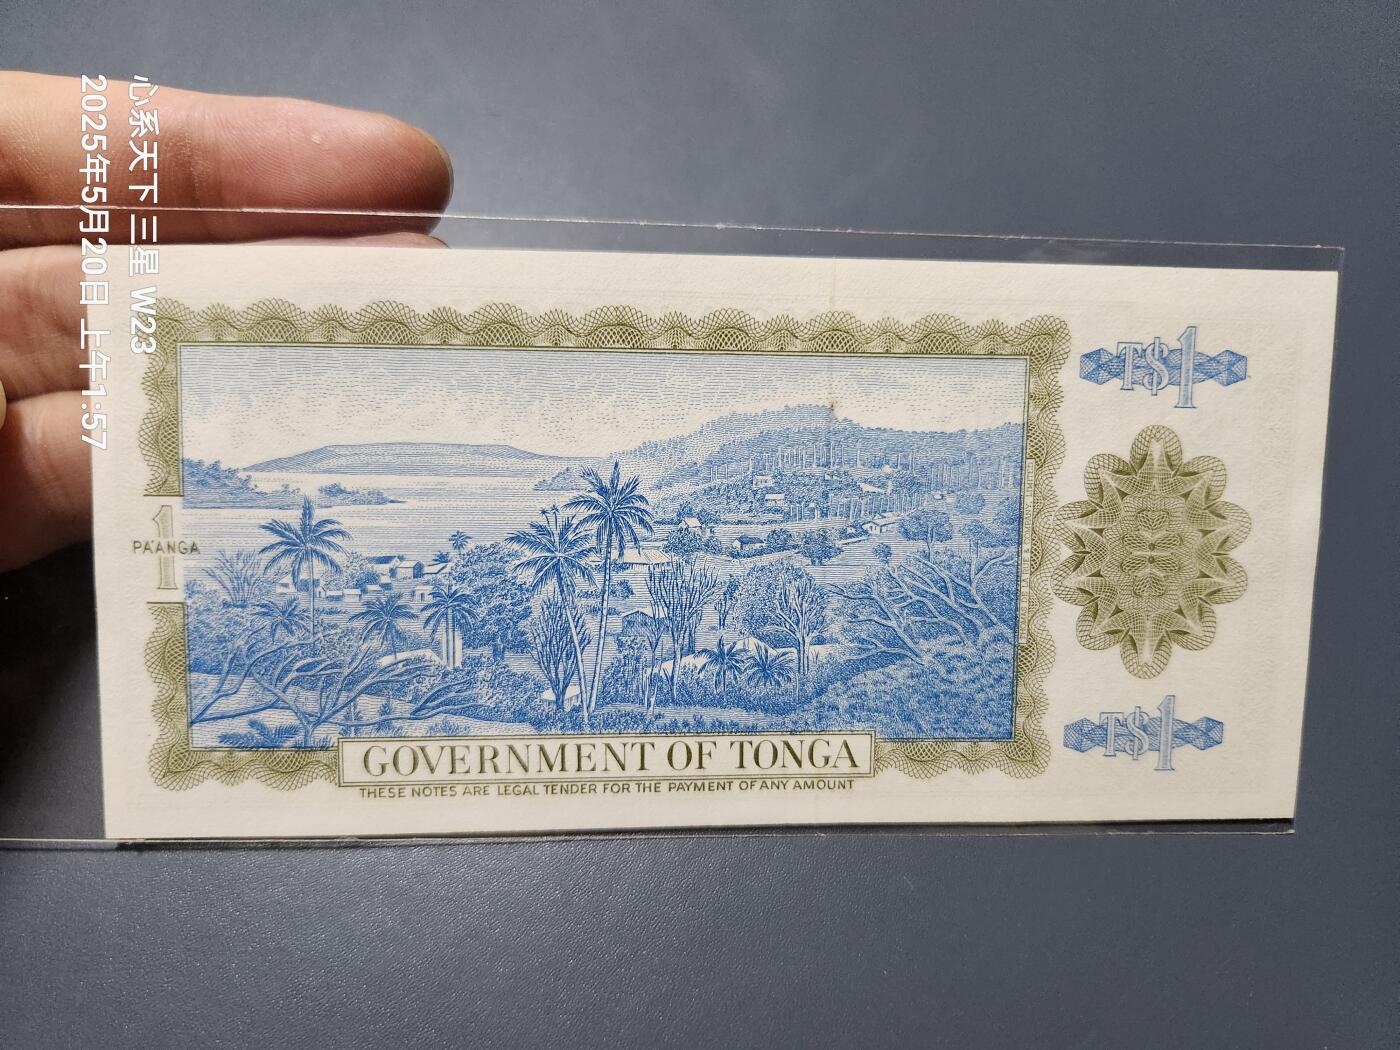 心系天下 三星 W23
2025年5月20日 上午1:57
T$1
1
PA'ANGA
T$1
GOVERNMENT OF TONGA
THESE NOTES ARE LEGAL TENDER FOR THE PAYMENT OF ANY AMOUNT